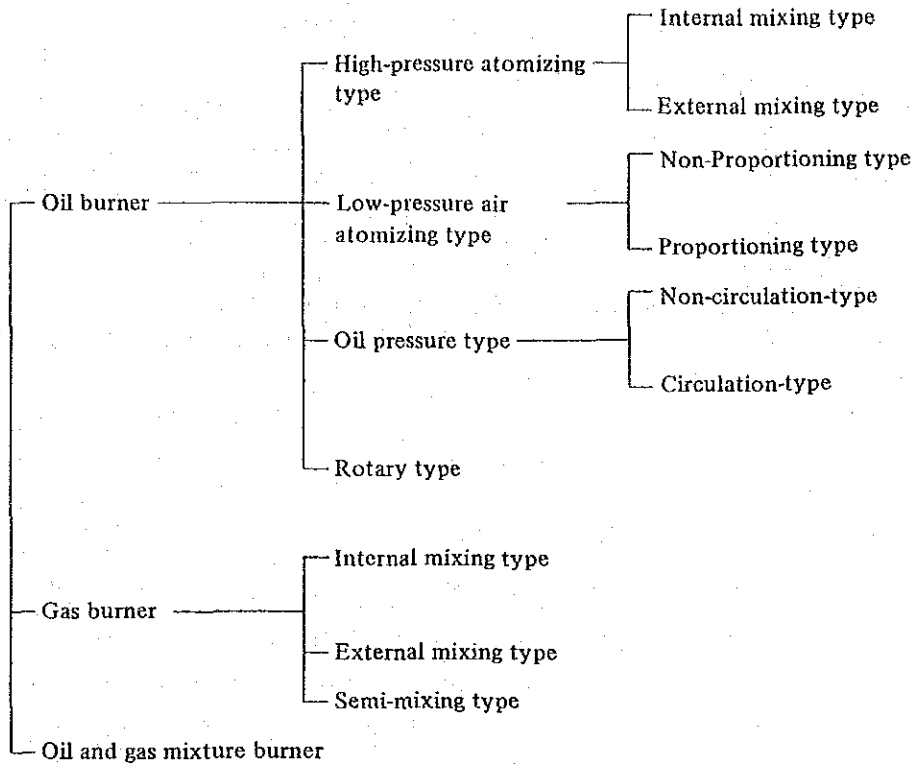 Oil burner
High-pressure atomizing
type
Internal mixing type
External mixing type
Low-pressure air
atomizing type
Non-Proportioning type
Proportioning type
Oil pressure type
Non-circulation-type
Circulation-type
Rotary type
Gas burner
Internal mixing type
External mixing type
Semi-mixing type
Oil and gas mixture burner